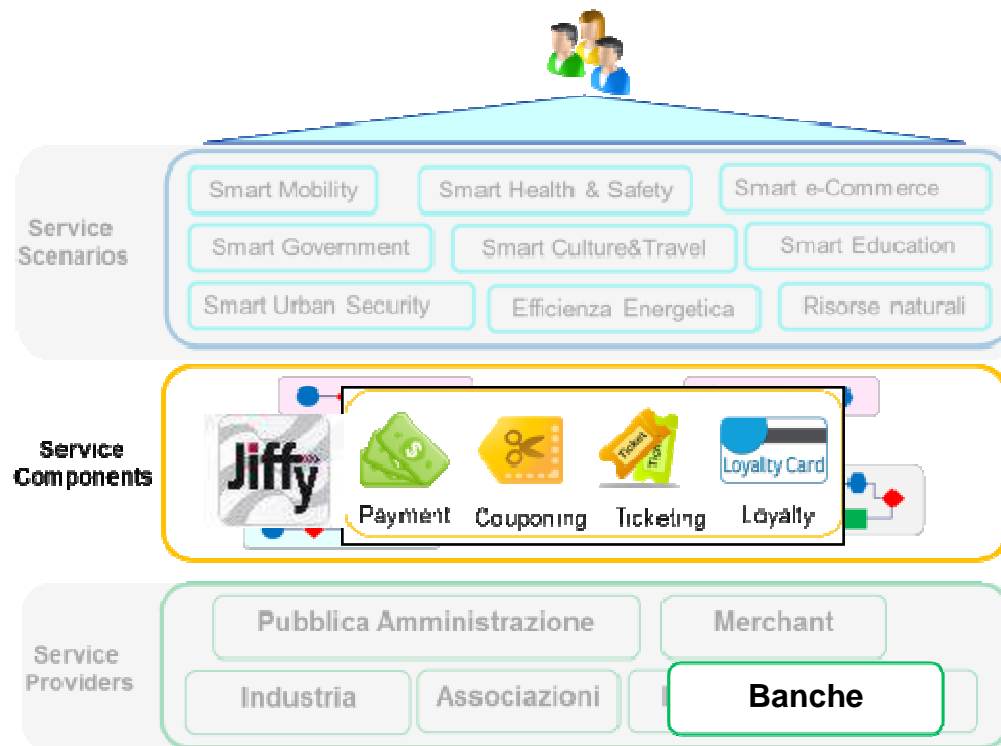 Smart Mobility
Smart Health & Safety
Smart e-Commerce
Service
Scenarios
Smart Government
Smart Culture&Travel
Smart Education
Smart Urban Security
Efficienza Energetica
Risorse naturali
Service
Components
Jiffy
$
Ticket
Loyalty Card
Payment
Couponing
Ticketing
Loyalty
Service
Providers
Pubblica Amministrazione
Merchant
Industria
Associazioni
Banche